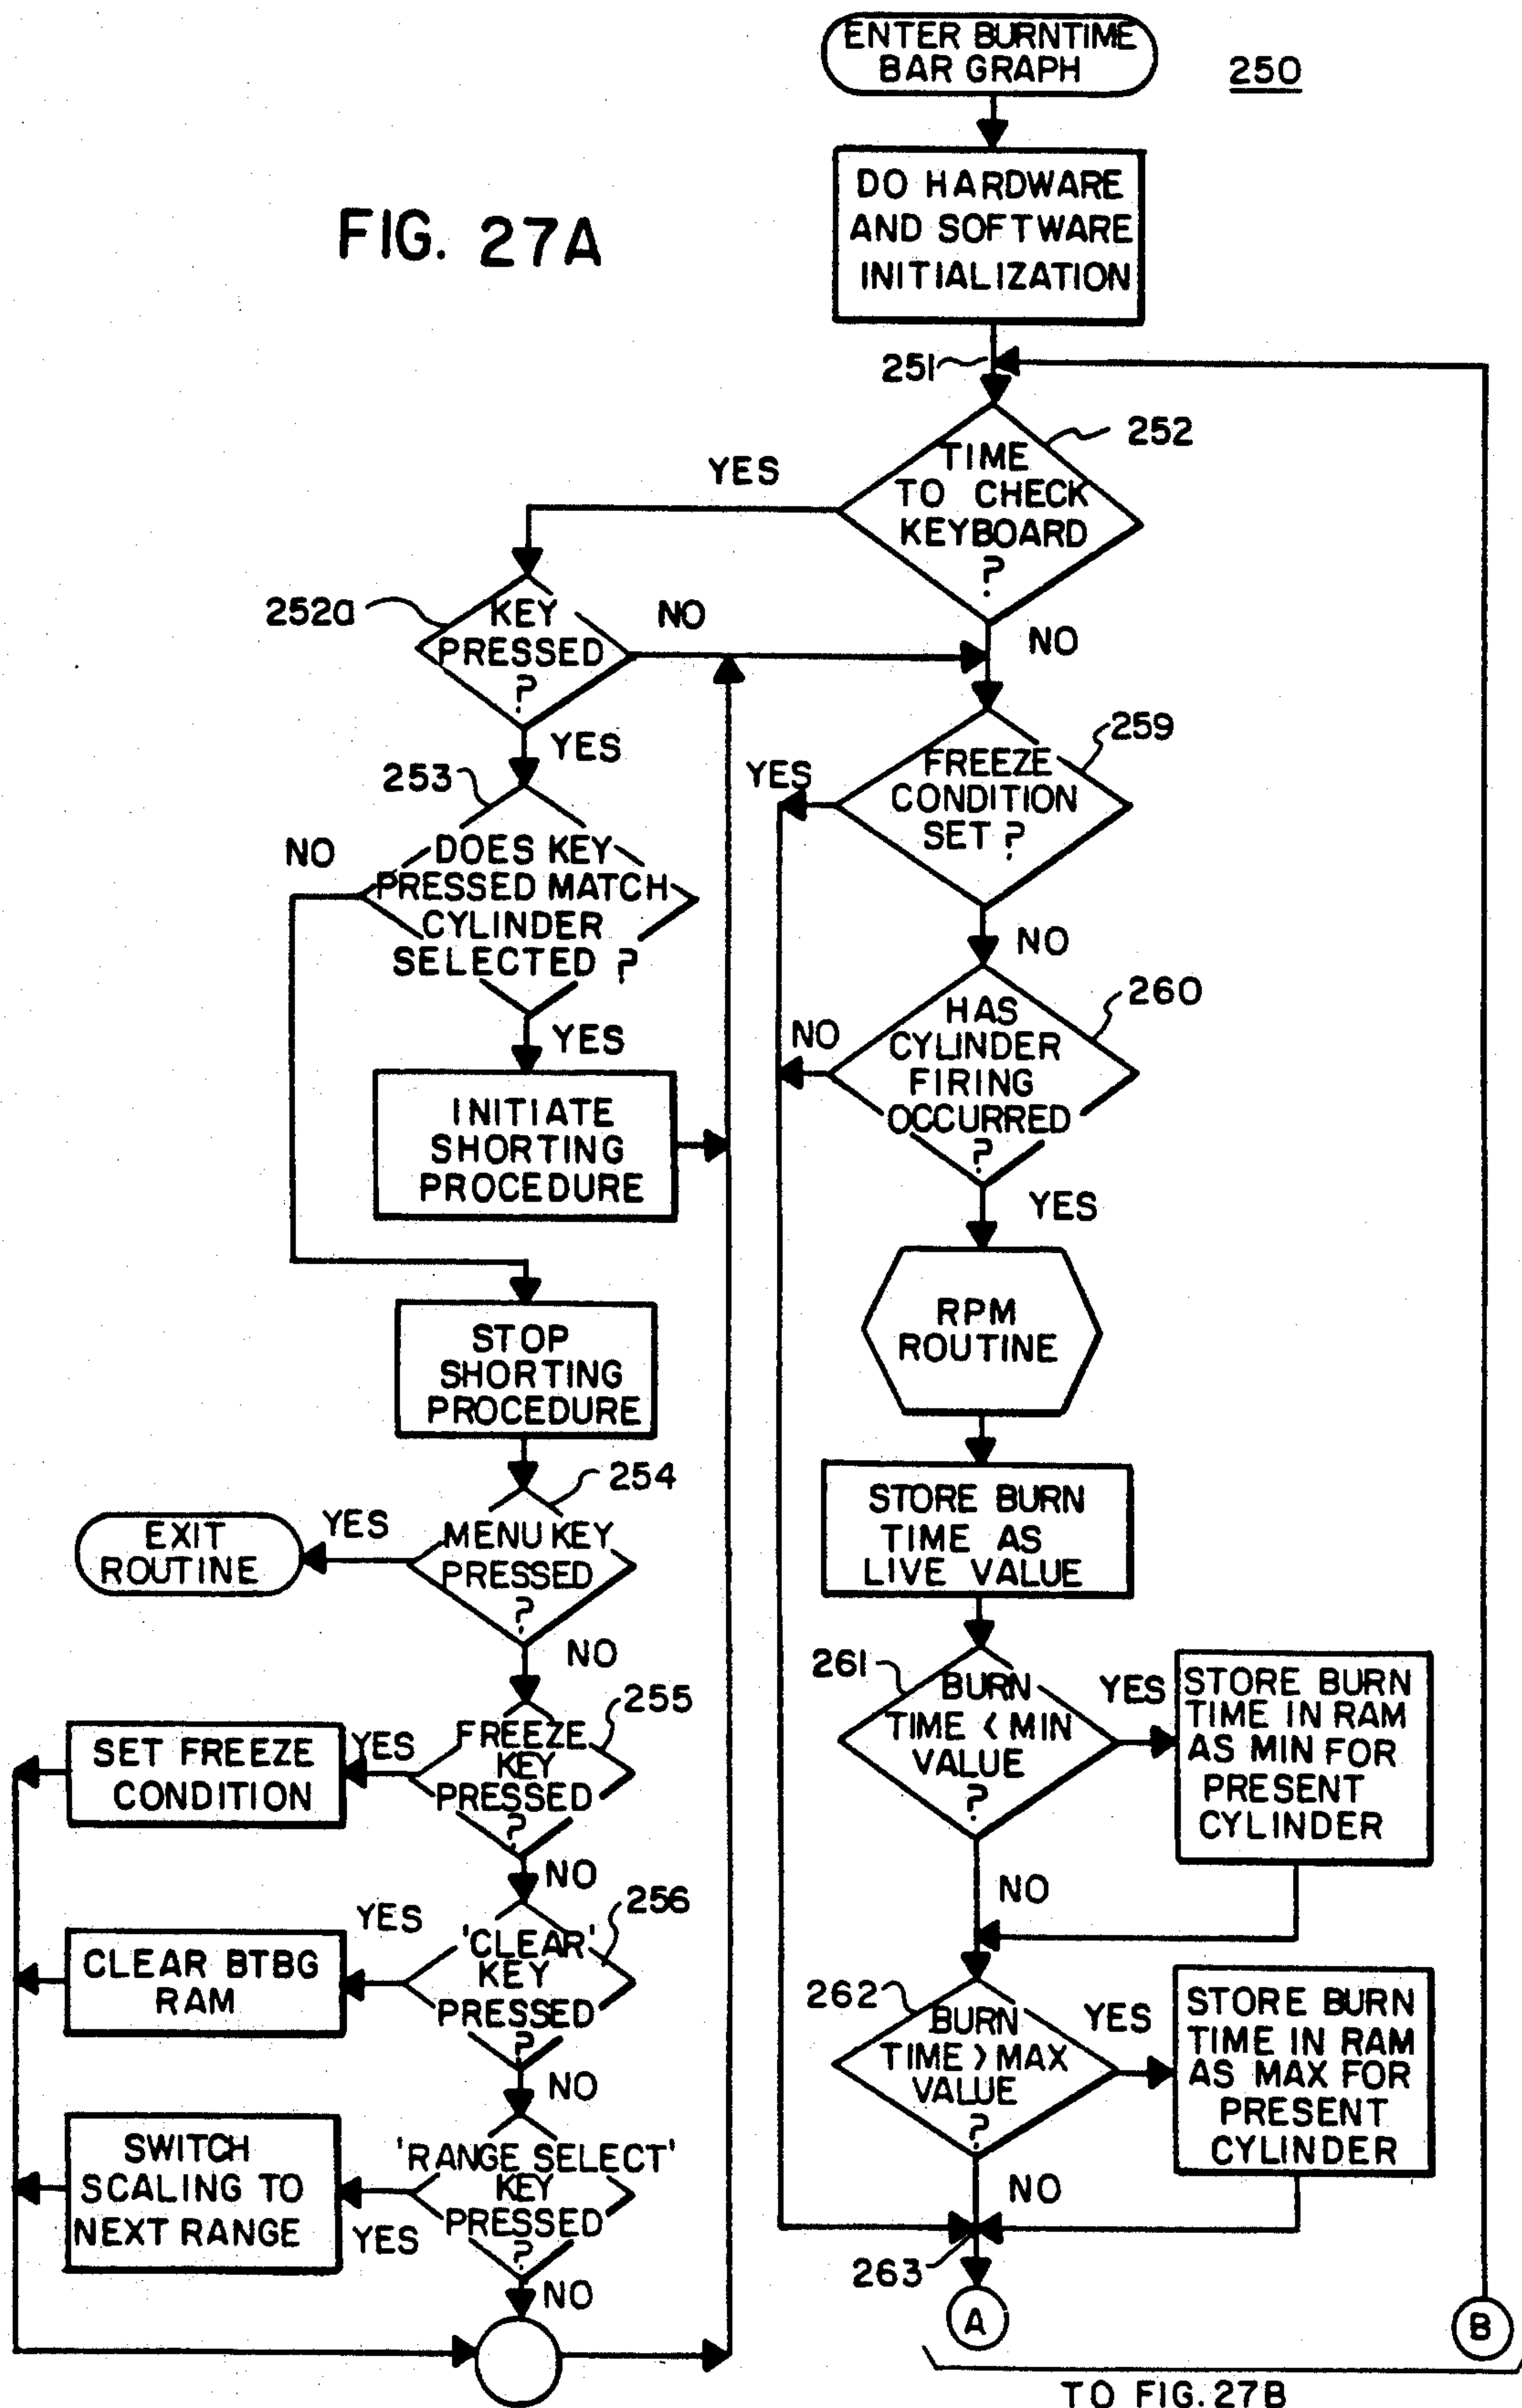 ENTER BURNTIME
BAR GRAPH
250
DO HARDWARE
AND SOFTWARE
INITIALIZATION
FIG. 27A
251
252
TIME
TO CHECK
KEYBOARD
?
YES
NO
252a
KEY
PRESSED
?
NO
YES
253
DOES KEY
PRESSED MATCH
CYLINDER
SELECTED ?
NO
YES
INITIATE
SHORTING
PROCEDURE
STOP
SHORTING
PROCEDURE
254
MENU KEY
PRESSED
?
YES
EXIT
ROUTINE
NO
255
FREEZE
KEY
PRESSED
?
YES
SET FREEZE
CONDITION
NO
256
'CLEAR'
KEY
PRESSED
?
YES
CLEAR BTBG
RAM
NO
'RANGE SELECT'
KEY
PRESSED
?
YES
SWITCH
SCALING TO
NEXT RANGE
NO
259
FREEZE
CONDITION
SET ?
YES
NO
260
HAS
CYLINDER
FIRING
OCCURRED
?
NO
YES
RPM
ROUTINE
STORE BURN
TIME AS
LIVE VALUE
261
BURN
TIME < MIN
VALUE
?
YES
STORE BURN
TIME IN RAM
AS MIN FOR
PRESENT
CYLINDER
NO
262
BURN
TIME > MAX
VALUE
?
YES
STORE BURN
TIME IN RAM
AS MAX FOR
PRESENT
CYLINDER
NO
263
A
B
TO FIG. 27B